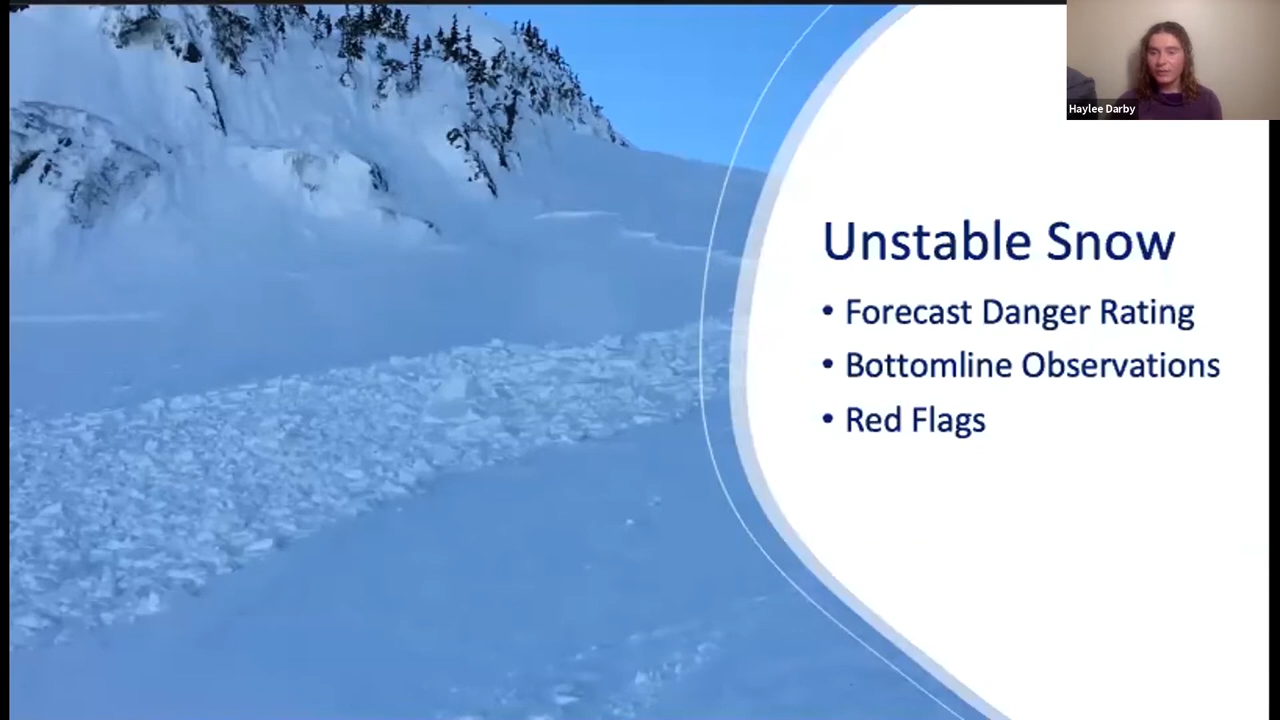 Haylee Darby
Unstable Snow
• Forecast Danger Rating
• Bottomline Observations
• Red Flags